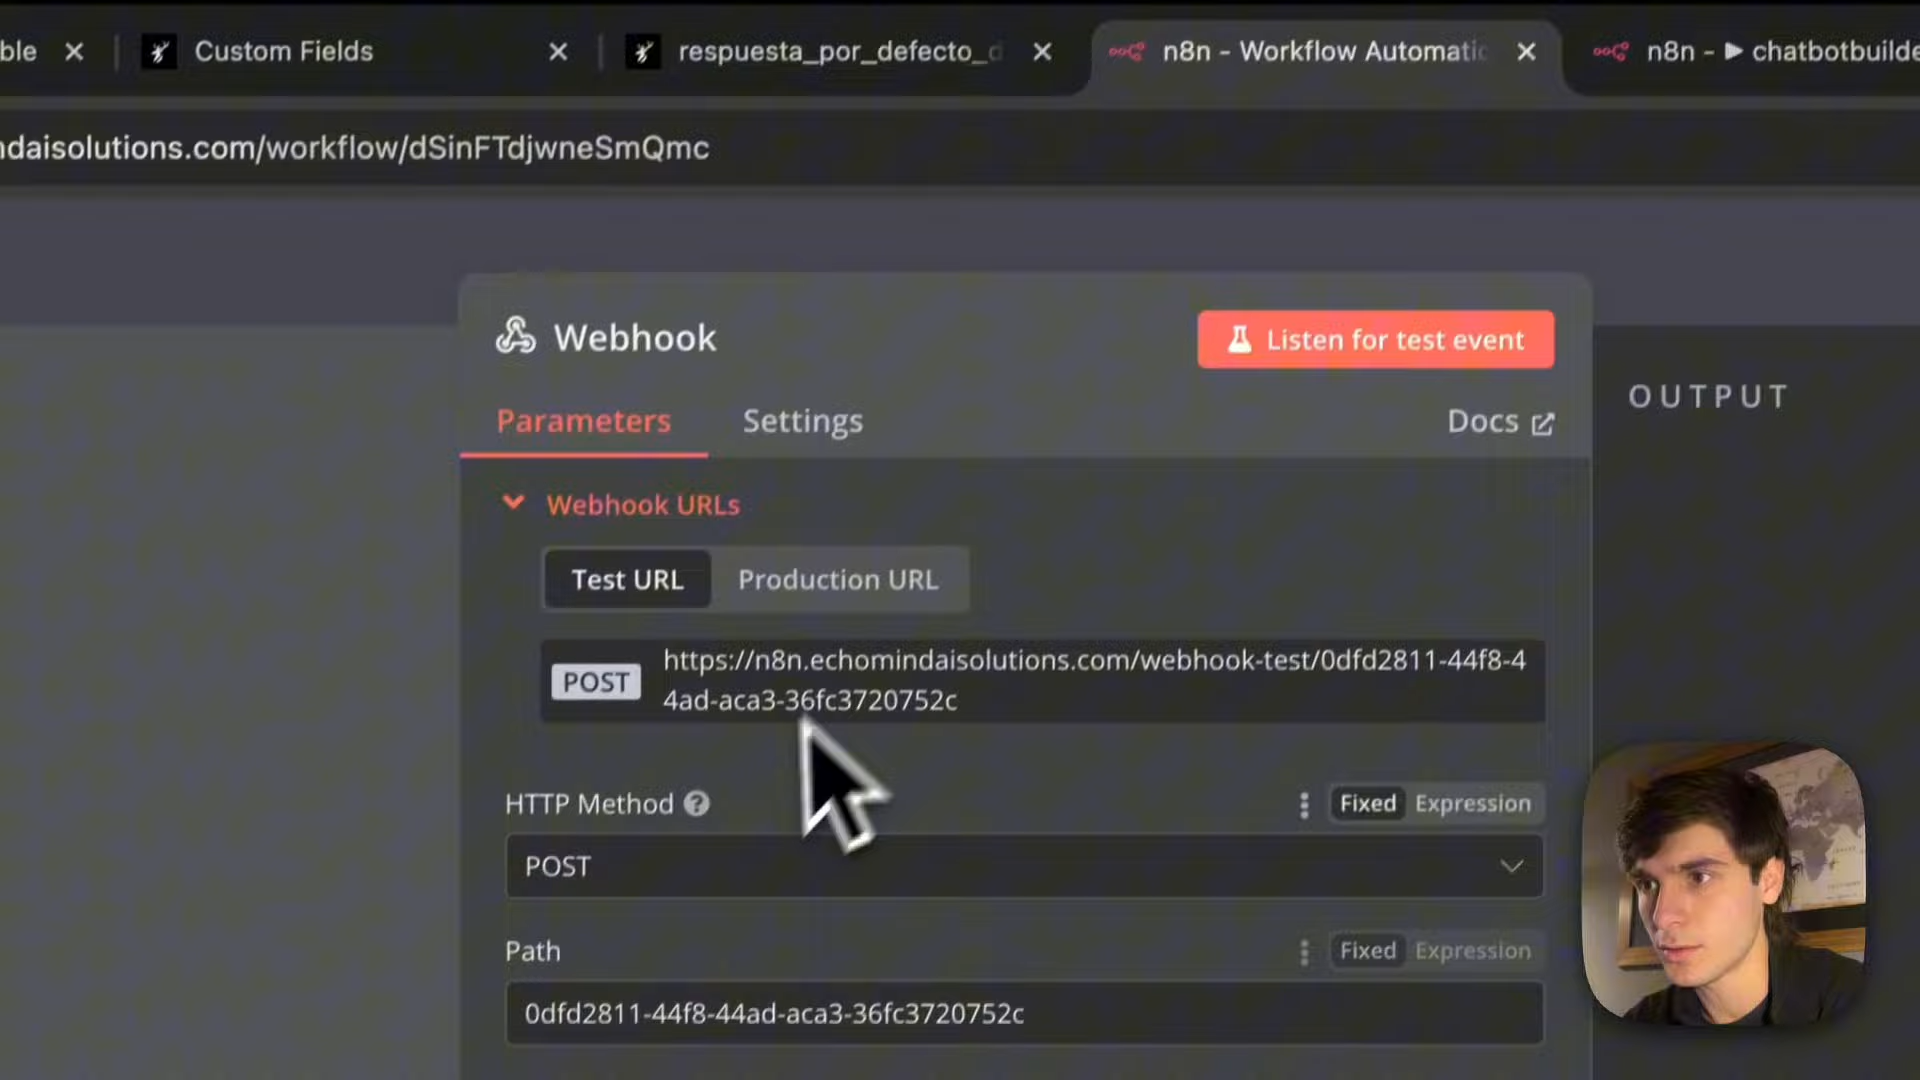 ble
Custom Fields
respuesta_por_defecto_d
n8n - Workflow Automatic
n8n - ▶ chatbotbuilde
ndaisolutions.com/workflow/dSinFTdjwneSmQmc
Webhook
Listen for test event
OUTPUT
Parameters
Settings
Docs
Webhook URLs
Test URL
Production URL
POST
https://n8n.echomindaisolutions.com/webhook-test/0dfd2811-44f8-4
4ad-aca3-36fc3720752c
HTTP Method
Fixed
Expression
POST
Path
Fixed
Expression
0dfd2811-44f8-44ad-aca3-36fc3720752c